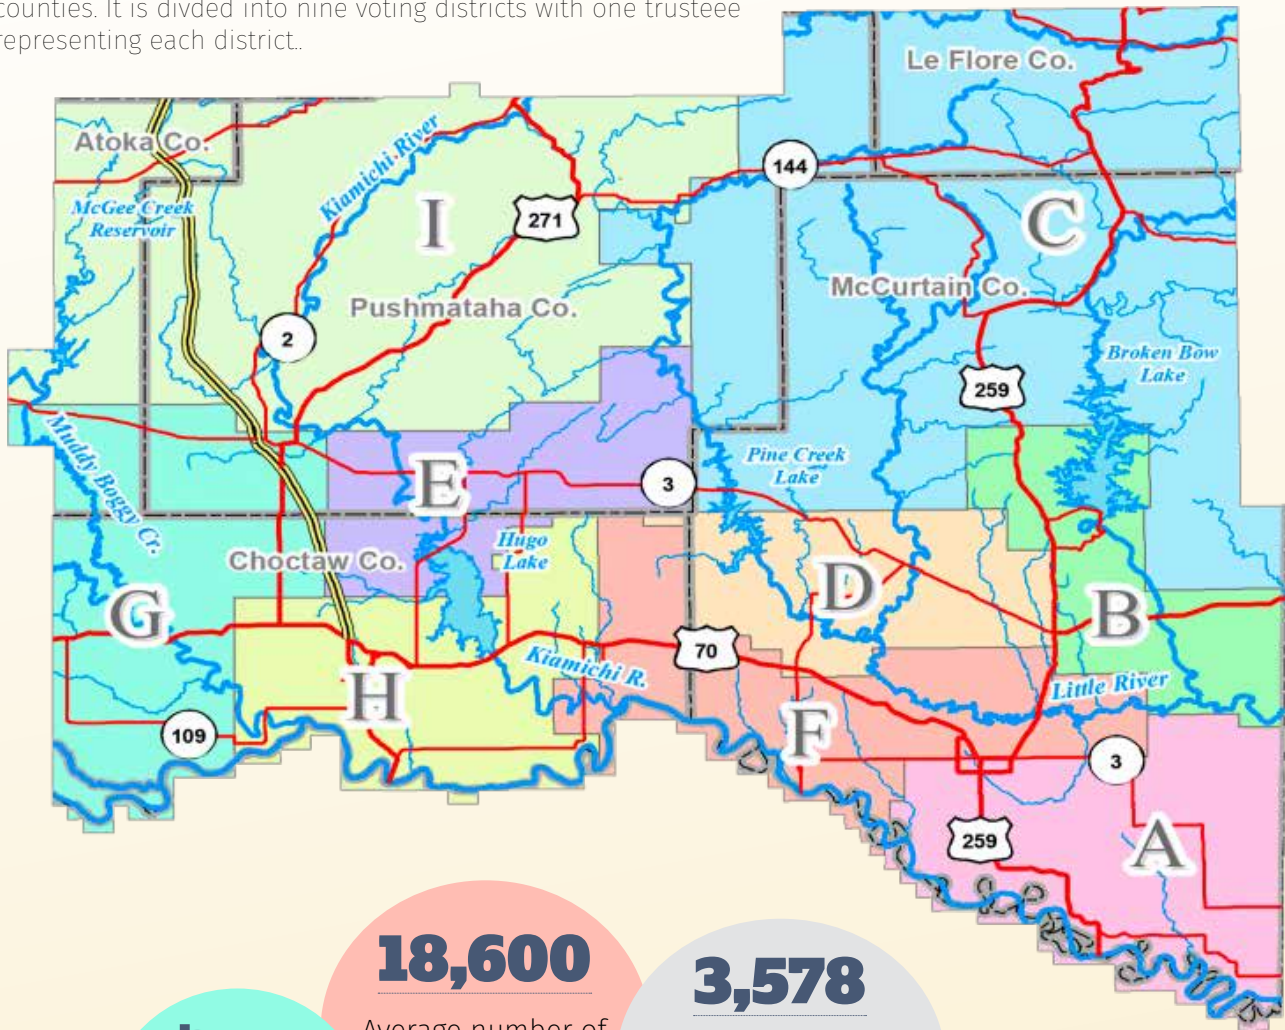 counties. It is divded into nine voting districts with one trusteee
representing each district..
Le Flore Co.
Atoka Co.
Kiamichi River
144
McGee Creek
Reservoir
I
271
C
McCurtain Co.
Pushmataha Co.
2
Broken Bow
Lake
259
Muddy Boggy Cr.
Pine Creek
Lake
E
3
Hugo
Lake
Choctaw Co.
D
G
B
70
Kiamichi R.
Little River
H
109
F
3
259
A
18,600
3,578
Average number of